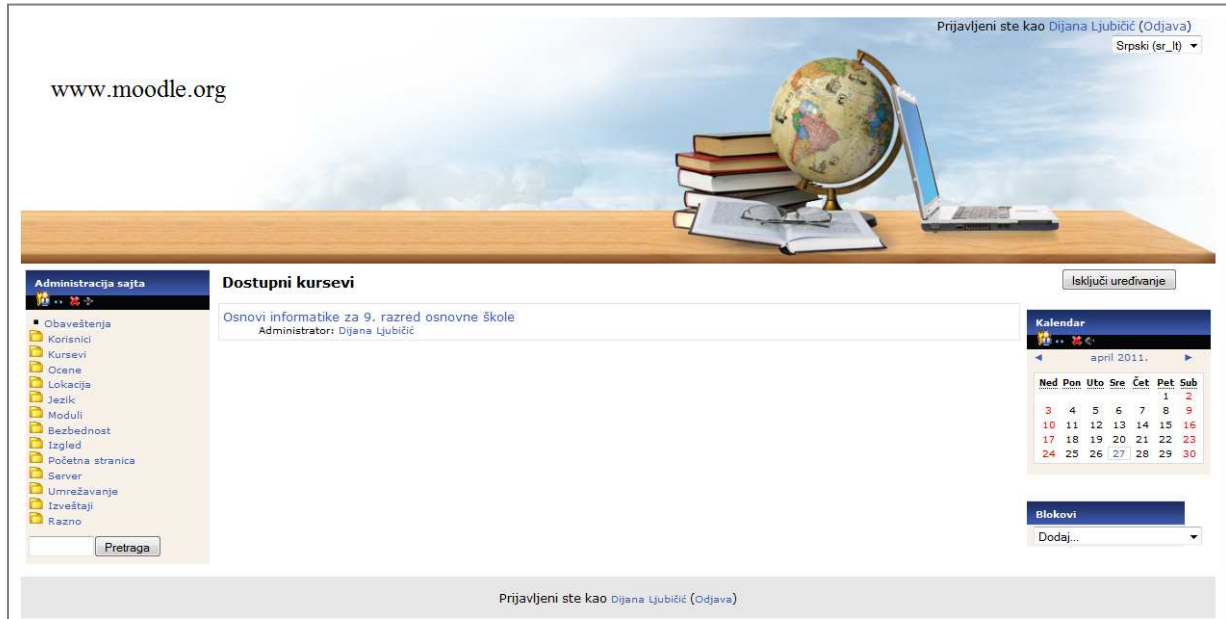 Prijavljeni ste kao Dijana Ljubičić (Odjava)
Srpski (sr_lt)
www.moodle.org
Administracija sajta
Obaveštenja
Korisnici
Kursevi
Ocene
Lokacija
Jezik
Moduli
Bezbednost
Izgled
Početna stranica
Server
Umrežavanje
Izveštaji
Razno
Pretraga
Dostupni kursevi
Osnovi informatike za 9. razred osnovne škole
Administrator: Dijana Ljubičić
Isključi uređivanje
Kalendar
◄ april 2011. ►
Ned Pon Uto Sre Čet Pet Sub
1 2
3 4 5 6 7 8 9
10 11 12 13 14 15 16
17 18 19 20 21 22 23
24 25 26 27 28 29 30
Blokovi
Dodaj...
Prijavljeni ste kao Dijana Ljubičić (Odjava)